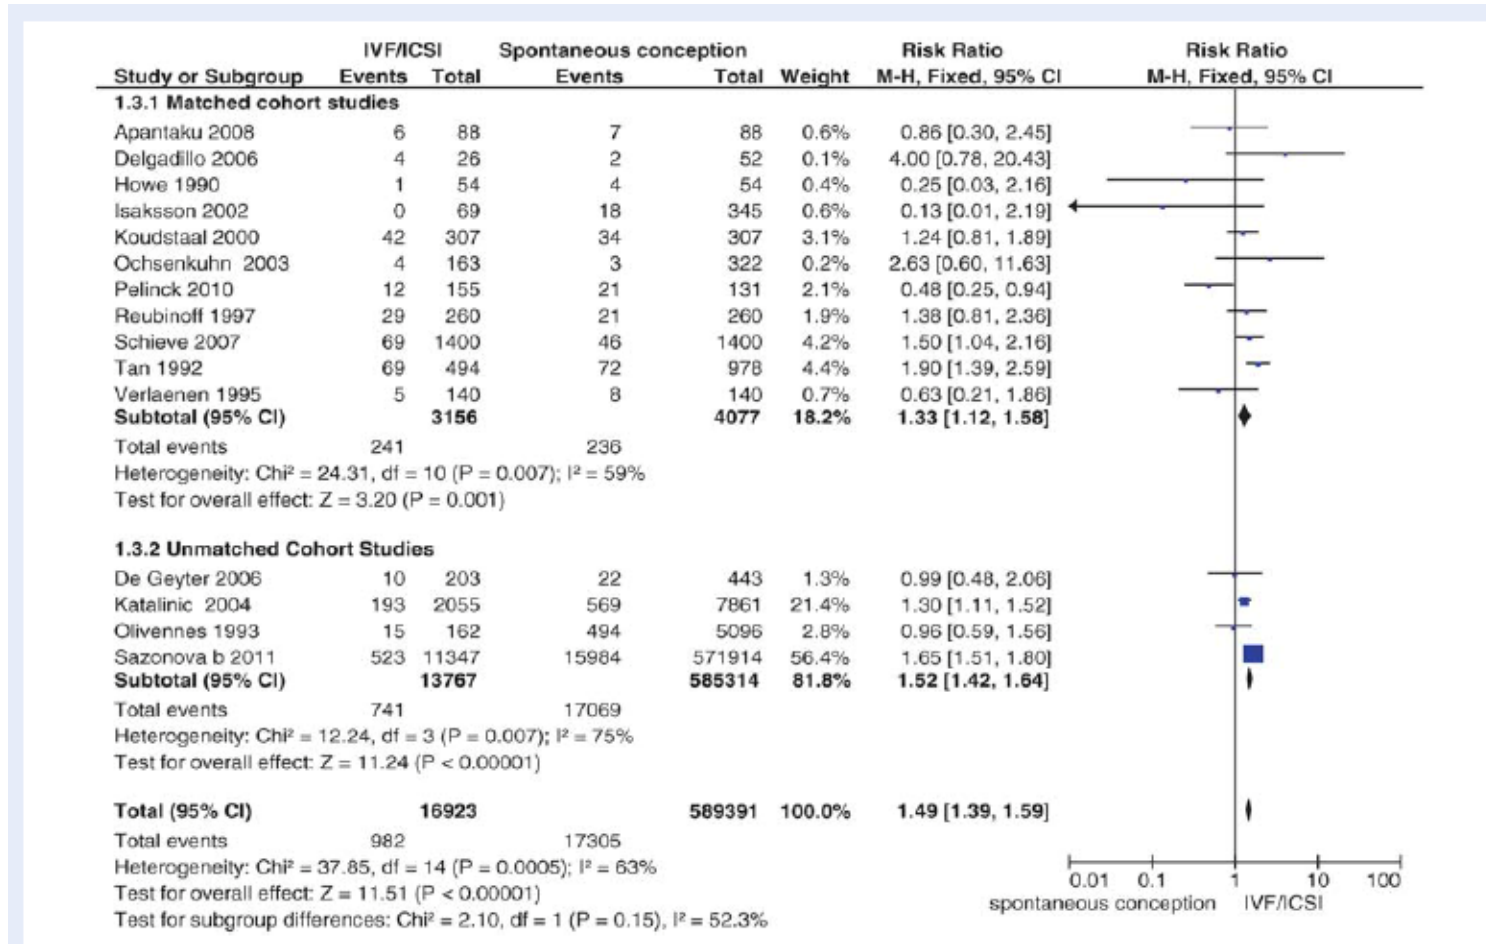 IVF/ICSI Spontaneous conception Risk Ratio Risk Ratio
Study or Subgroup Events Total Events Total Weight M-H, Fixed, 95% CI M-H, Fixed, 95% CI
1.3.1 Matched cohort studies
Apantaku 2008 6 88 7 88 0.6% 0.86 [0.30, 2.45]
Delgadillo 2006 4 26 2 52 0.1% 4.00 [0.78, 20.43]
Howe 1990 1 54 4 54 0.4% 0.25 [0.03, 2.16]
Isaksson 2002 0 69 18 345 0.6% 0.13 [0.01, 2.19]
Koudstaal 2000 42 307 34 307 3.1% 1.24 [0.81, 1.89]
Ochsenkuhn 2003 4 163 3 322 0.2% 2.63 [0.60, 11.63]
Pelinck 2010 12 155 21 131 2.1% 0.48 [0.25, 0.94]
Reubinoff 1997 29 260 21 260 1.9% 1.38 [0.81, 2.36]
Schieve 2007 69 1400 46 1400 4.2% 1.50 [1.04, 2.16]
Tan 1992 69 494 72 978 4.4% 1.90 [1.39, 2.59]
Verlaenen 1995 5 140 8 140 0.7% 0.63 [0.21, 1.86]
Subtotal (95% CI) 3156 4077 18.2% 1.33 [1.12, 1.58]
Total events 241 236
Heterogeneity: Chi² = 24.31, df = 10 (P = 0.007); I² = 59%
Test for overall effect: Z = 3.20 (P = 0.001)
1.3.2 Unmatched Cohort Studies
De Geyter 2006 10 203 22 443 1.3% 0.99 [0.48, 2.06]
Katalinic 2004 193 2055 569 7861 21.4% 1.30 [1.11, 1.52]
Olivennes 1993 15 162 494 5096 2.8% 0.96 [0.59, 1.56]
Sazonova b 2011 523 11347 15984 571914 56.4% 1.65 [1.51, 1.80]
Subtotal (95% CI) 13767 585314 81.8% 1.52 [1.42, 1.64]
Total events 741 17069
Heterogeneity: Chi² = 12.24, df = 3 (P = 0.007); I² = 75%
Test for overall effect: Z = 11.24 (P < 0.00001)
Total (95% CI) 16923 589391 100.0% 1.49 [1.39, 1.59]
Total events 982 17305
Heterogeneity: Chi² = 37.85, df = 14 (P = 0.0005); I² = 63%
Test for overall effect: Z = 11.51 (P < 0.00001)
Test for subgroup differences: Chi² = 2.10, df = 1 (P = 0.15), I² = 52.3%
0.01 0.1 1 10 100
spontaneous conception IVF/ICSI